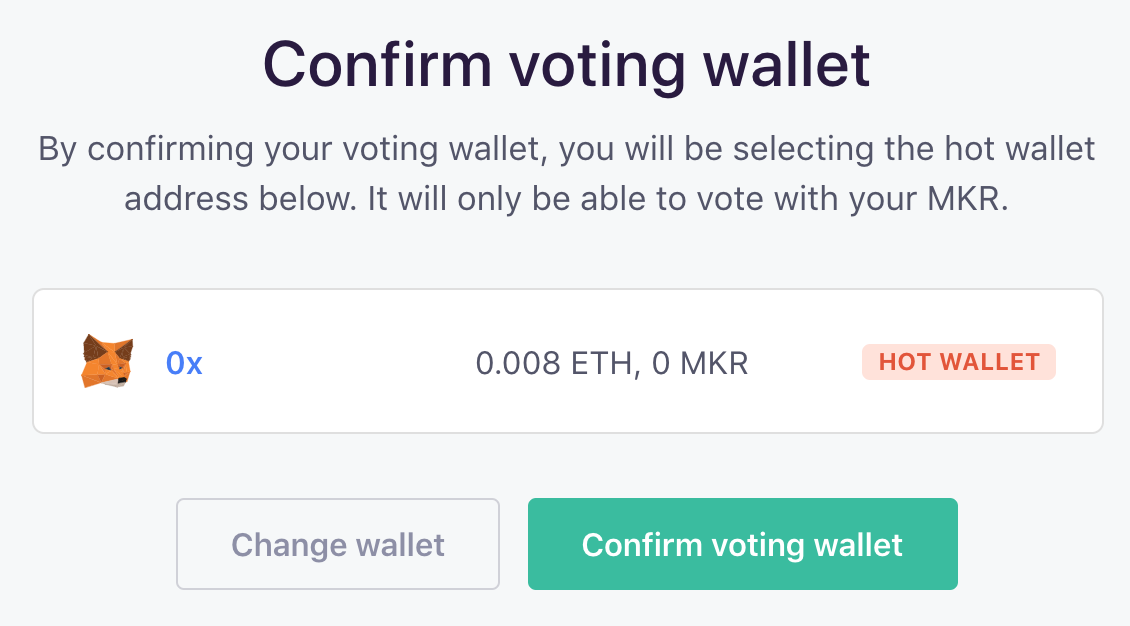 Confirm voting wallet
By confirming your voting wallet, you will be selecting the hot wallet
address below. It will only be able to vote with your MKR.
0x 0.008 ETH, 0 MKR HOT WALLET
Change wallet Confirm voting wallet